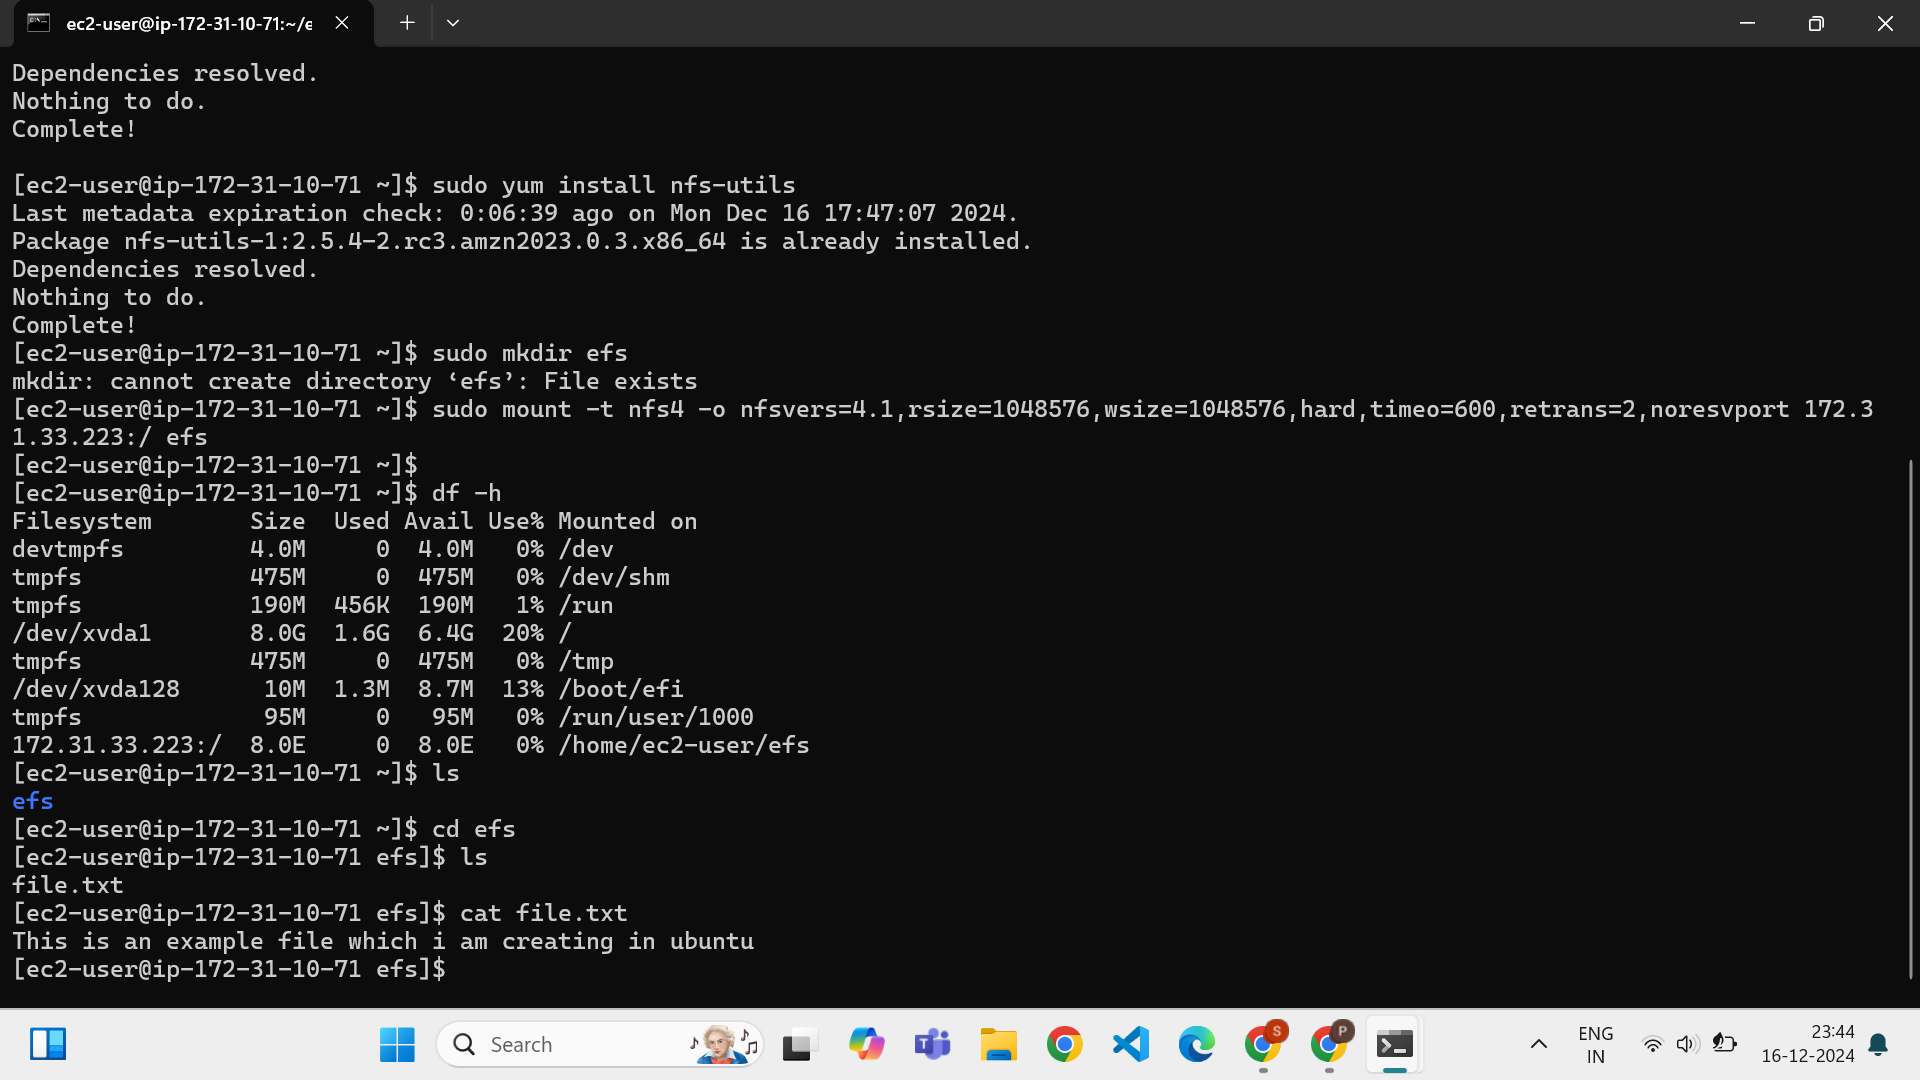 ec2-user@ip-172-31-10-71:~/e
Dependencies resolved.
Nothing to do.
Complete!
[ec2-user@ip-172-31-10-71 ~]$ sudo yum install nfs-utils
Last metadata expiration check: 0:06:39 ago on Mon Dec 16 17:47:07 2024.
Package nfs-utils-1:2.5.4-2.rc3.amzn2023.0.3.x86_64 is already installed.
Dependencies resolved.
Nothing to do.
Complete!
[ec2-user@ip-172-31-10-71 ~]$ sudo mkdir efs
mkdir: cannot create directory ‘efs’: File exists
[ec2-user@ip-172-31-10-71 ~]$ sudo mount -t nfs4 -o nfsvers=4.1,rsize=1048576,wsize=1048576,hard,timeo=600,retrans=2,noresvport 172.3
1.33.223:/ efs
[ec2-user@ip-172-31-10-71 ~]$
[ec2-user@ip-172-31-10-71 ~]$ df -h
Filesystem       Size  Used Avail Use% Mounted on
devtmpfs         4.0M     0  4.0M   0% /dev
tmpfs            475M     0  475M   0% /dev/shm
tmpfs            190M  456K  190M   1% /run
/dev/xvda1       8.0G  1.6G  6.4G  20% /
tmpfs            475M     0  475M   0% /tmp
/dev/xvda128      10M  1.3M  8.7M  13% /boot/efi
tmpfs             95M     0   95M   0% /run/user/1000
172.31.33.223:/  8.0E     0  8.0E   0% /home/ec2-user/efs
[ec2-user@ip-172-31-10-71 ~]$ ls
efs
[ec2-user@ip-172-31-10-71 ~]$ cd efs
[ec2-user@ip-172-31-10-71 efs]$ ls
file.txt
[ec2-user@ip-172-31-10-71 efs]$ cat file.txt
This is an example file which i am creating in ubuntu
[ec2-user@ip-172-31-10-71 efs]$
Search
S
P
ENG
IN
23:44
16-12-2024